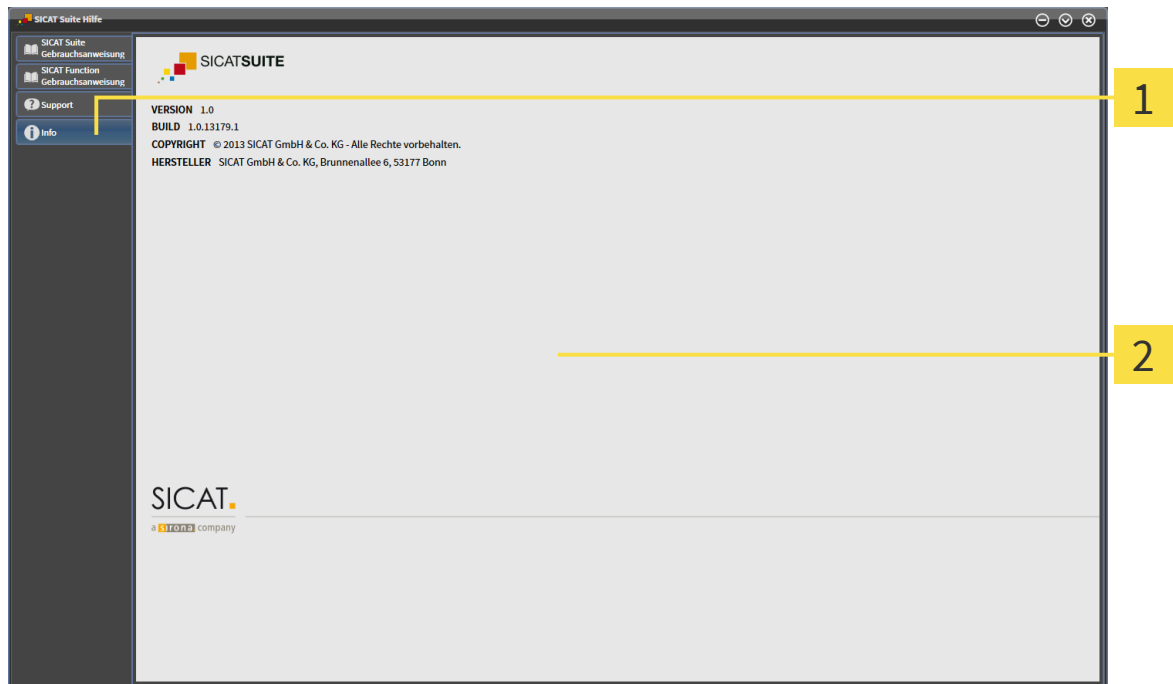 SICAT Suite Hilfe
SICAT Suite
Gebrauchsanweisung
SICAT Function
Gebrauchsanweisung
Support
Info
SICATSUITE
VERSION 1.0
BUILD 1.0.13179.1
COPYRIGHT © 2013 SICAT GmbH & Co. KG - Alle Rechte vorbehalten.
HERSTELLER SICAT GmbH & Co. KG, Brunnenallee 6, 53177 Bonn
SICAT.
a sirona company
1
2